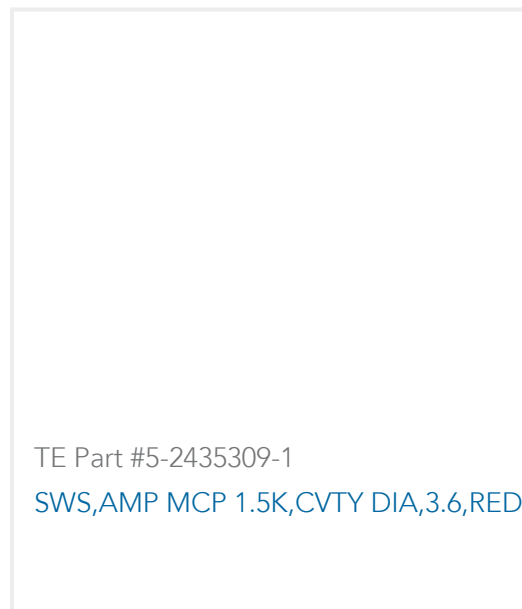 TE Part #5-2435309-1
SWS,AMP MCP 1.5K,CVTY DIA,3.6,RED